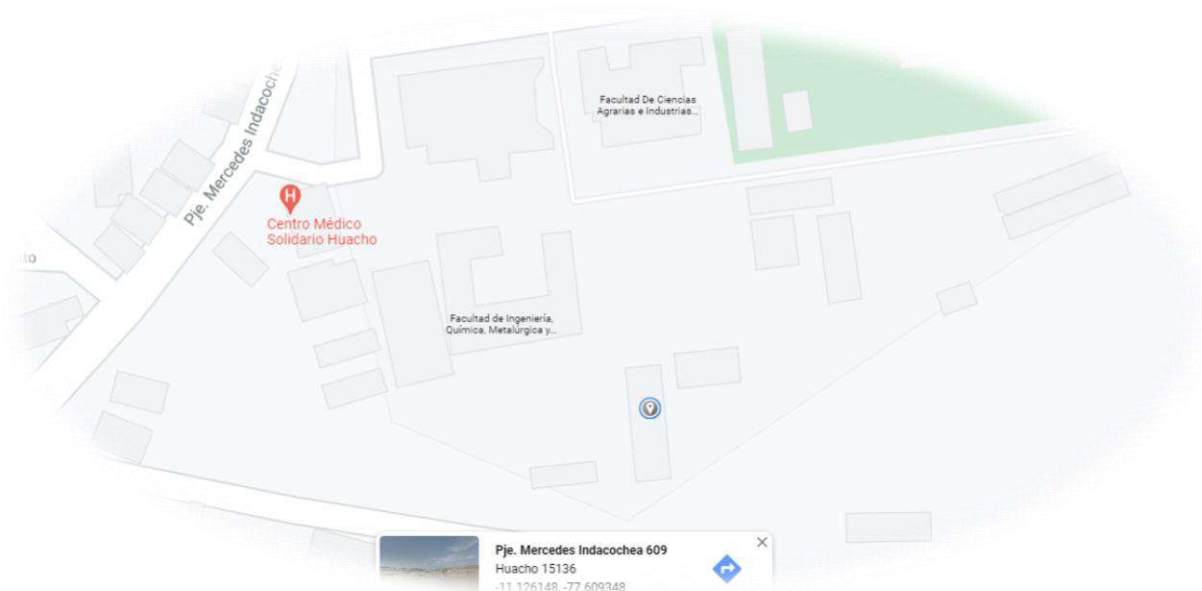 Pje. Mercedes Indacoche
Facultad De Ciencias
Agrarias e Industrias...
H
Centro Médico
Solidario Huacho
Facultad de Ingeniería,
Química, Metalúrgica y...
Pje. Mercedes Indacochea 609
Huacho 15136
-11.126148, -77.609348